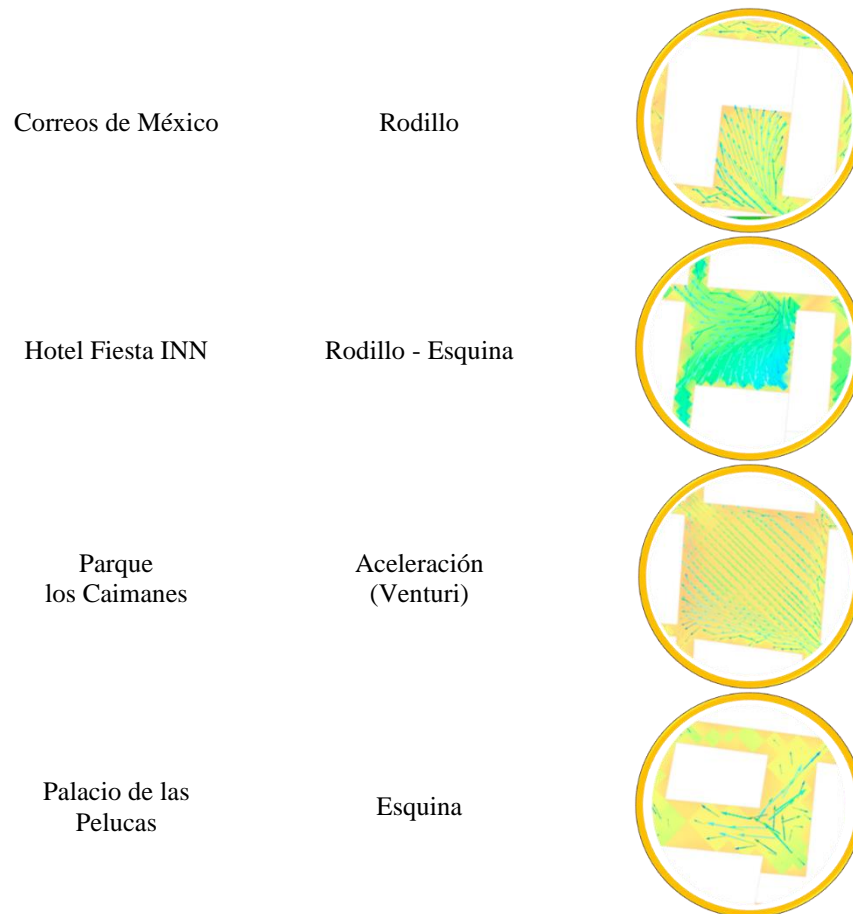 Correos de México
Rodillo
Hotel Fiesta INN
Rodillo - Esquina
Parque
los Caimanes
Aceleración
(Venturi)
Palacio de las
Pelucas
Esquina